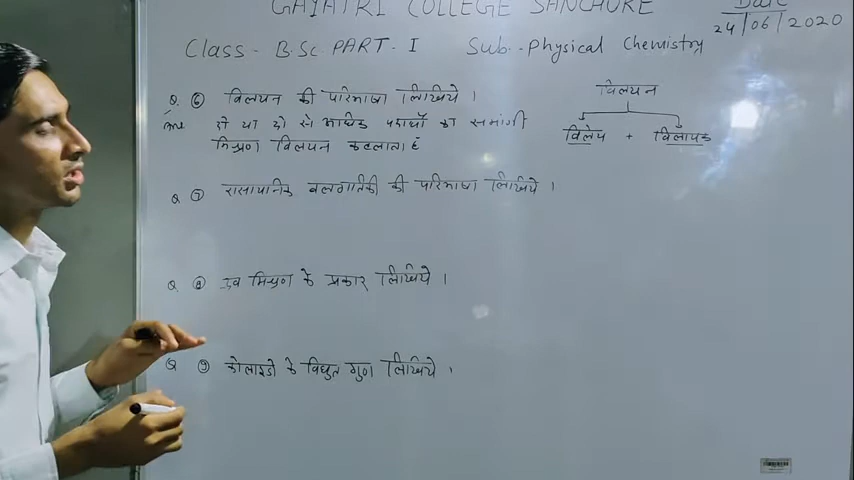 GAYATRI COLLEGE SANCHORE
Date
24/06/2020
Class - B.Sc. PART - I Sub.- Physical Chemistry
Q. ⑥ विलयन की परिभाषा लिखिये ।
Ans दो या दो से अधिक पदार्थों का समांगी
मिश्रण विलयन कहलाता है
विलयन
विलेय + विलायक
Q ⑦ रासायनिक बलगतिकी की परिभाषा लिखिये ।
Q. ⑧ द्रव मिश्रण के प्रकार लिखिये ।
Q ⑨ कोलाइडो के विधुत गुण लिखिये ।